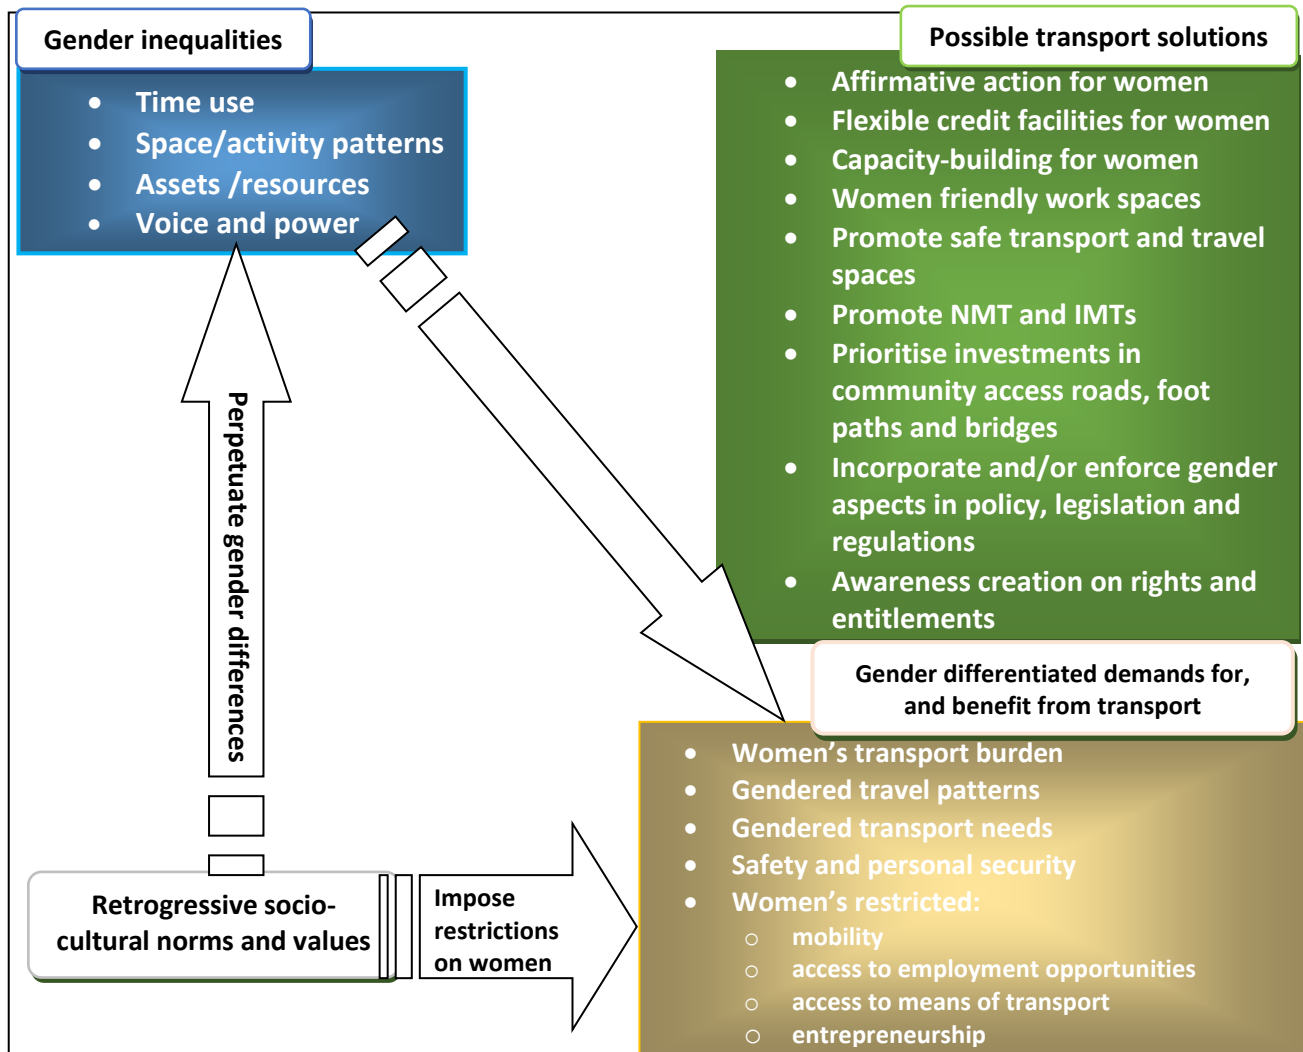 Gender inequalities
• Time use
• Space/activity patterns
• Assets /resources
• Voice and power
Possible transport solutions
• Affirmative action for women
• Flexible credit facilities for women
• Capacity-building for women
• Women friendly work spaces
• Promote safe transport and travel
spaces
• Promote NMT and IMTs
• Prioritise investments in
community access roads, foot
paths and bridges
• Incorporate and/or enforce gender
aspects in policy, legislation and
regulations
• Awareness creation on rights and
entitlements
Perpetuate gender differences
Gender differentiated demands for,
and benefit from transport
• Women’s transport burden
• Gendered travel patterns
• Gendered transport needs
• Safety and personal security
• Women’s restricted:
o mobility
o access to employment opportunities
o access to means of transport
o entrepreneurship
Retrogressive socio-
cultural norms and values
Impose
restrictions
on women